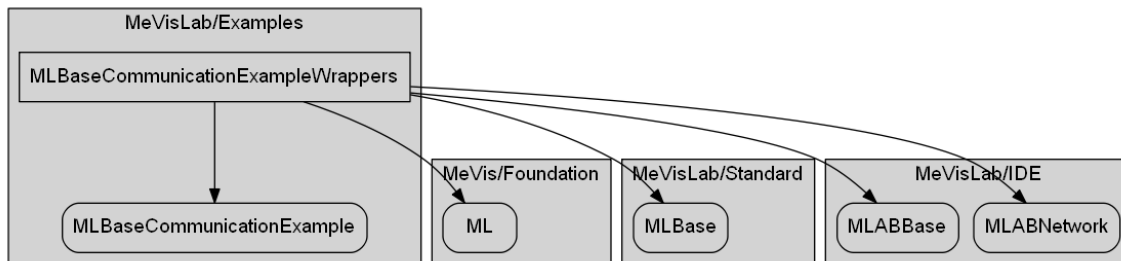 MeVisLab/Examples
MLBaseCommunicationExampleWrappers
MeVis/Foundation
MeVisLab/Standard
MeVisLab/IDE
MLBaseCommunicationExample
ML
MLBase
MLABBase
MLABNetwork